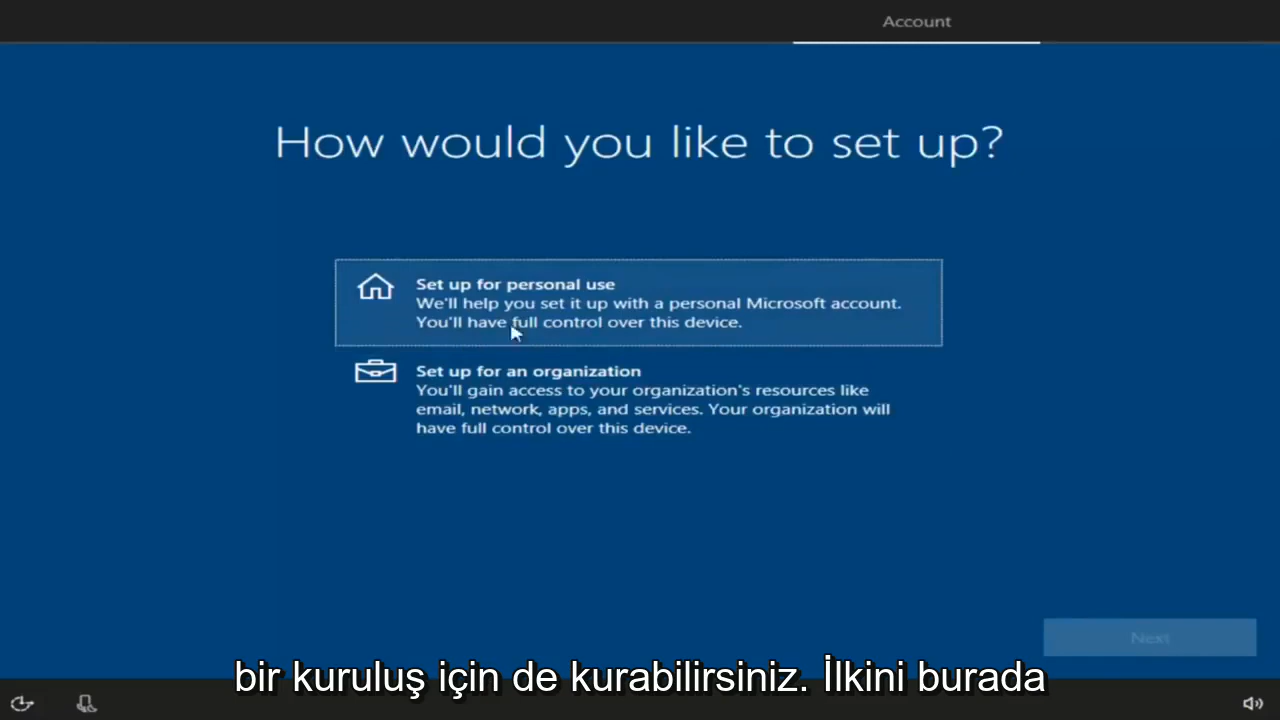 Account
How would you like to set up?
Set up for personal use
We'll help you set it up with a personal Microsoft account.
You'll have full control over this device.
Set up for an organization
You'll gain access to your organization's resources like
email, network, apps, and services. Your organization will
have full control over this device.
Next
bir kuruluş için de kurabilirsiniz. İlkini burada